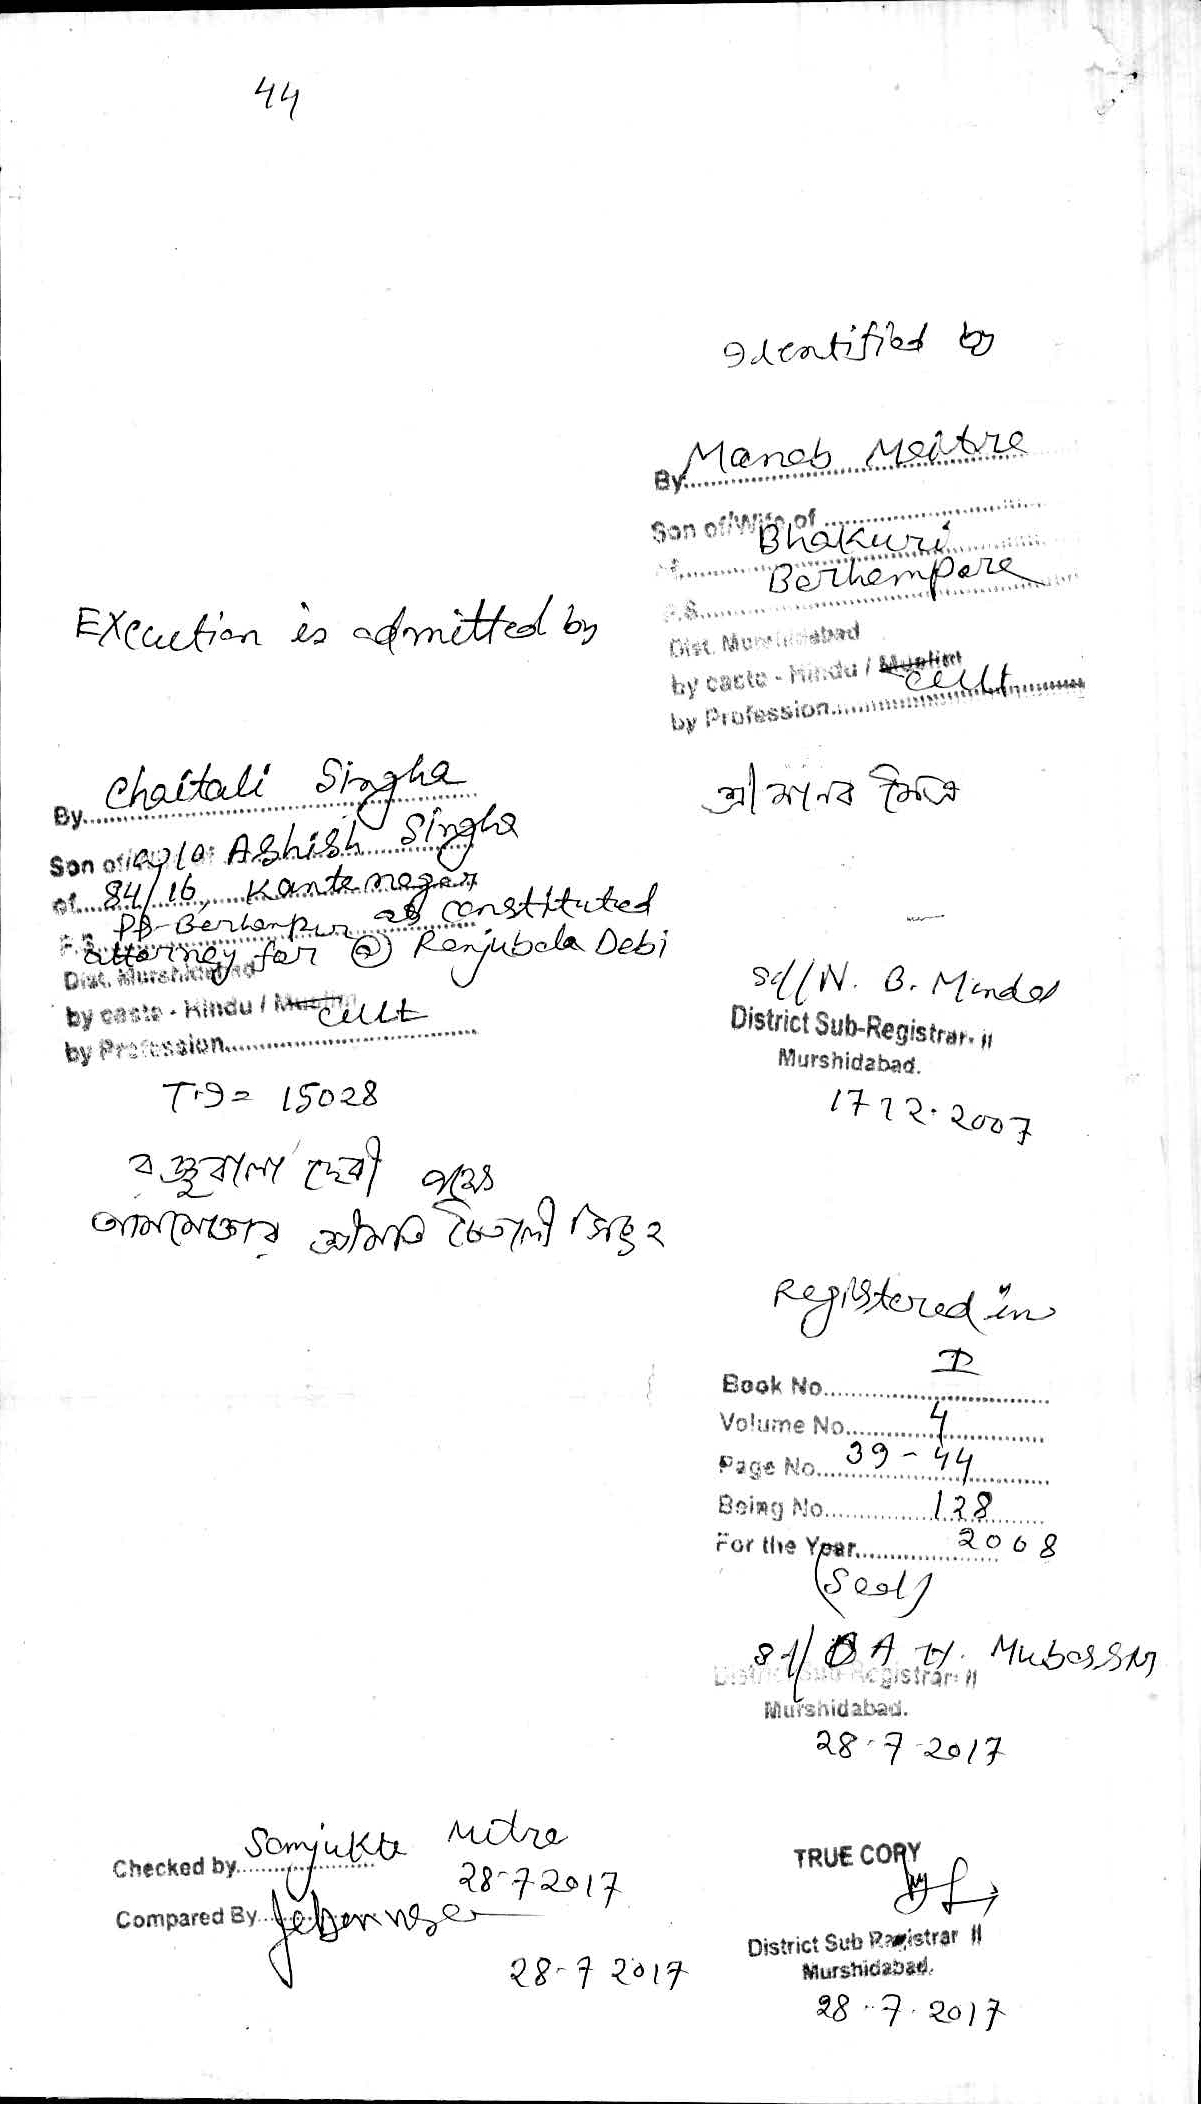 44
Identified by
By Manab Maitra
Son of/Wife of
of Bhakuri
P.S. Berhampore
Dist. Murshidabad
by caste - Hindu / Muslim
by Profession cult
শ্রী মানব মৈত্র
Execution is admitted by
By Chaitali Singha
Son of/ w/o Ashish Singha
of 84/16, Kantanagar
P.S. PS-Berhampur as constituted
attorney for @ Renjubala Debi
Dist. Murshidabad
by caste - Hindu / Muslim
by Profession cult
T.I = 15028
রঞ্জুবালা দেবী পক্ষে
আমমোক্তার শ্রীমতি চৈতালী সিংহ
Sd// N. B. Mondal
District Sub-Registrar- II
Murshidabad.
17 12. 2007
Registered in
Book No. I
Volume No. 4
Page No. 39-44
Being No. 128
For the Year 2008
(Seal)
Sd/ A H.
District Sub-Registrar- II
Murshidabad.
28-7-2017
Checked by Samjukta Mitra
28-7 2017
Compared By
28-7 2017
TRUE COPY
District Sub Registrar II
Murshidabad.
28-7-2017